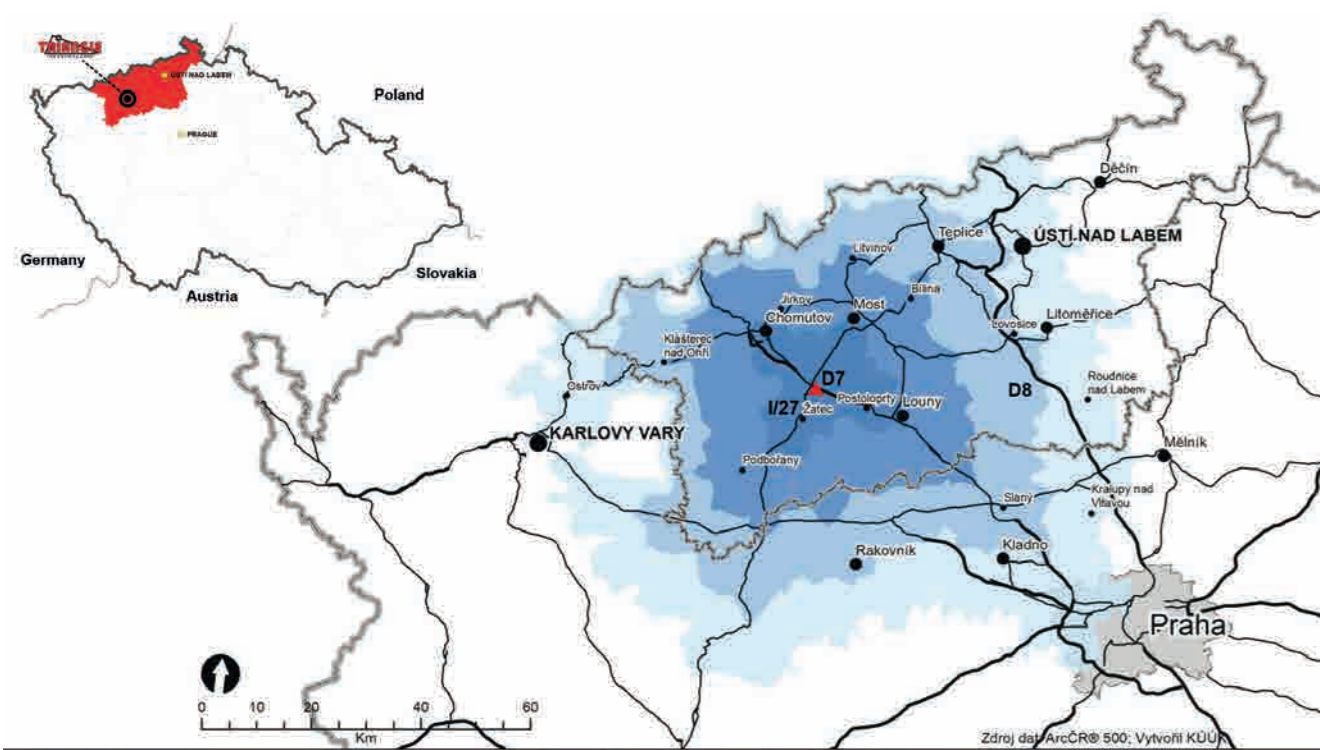 TRIANGLE
ÚSTÍ NAD LABEM
PRAGUE
Poland
Germany
Slovakia
Austria
Děčín
Teplice
ÚSTÍ NAD LABEM
Litvínov
Bílina
Jirkov
Most
Chomutov
Litoměřice
Lovosice
Klášterec
nad Ohří
D7
D8
Roudnice
nad Labem
Ostrov
I/27
Postoloprty
Louny
Žatec
KARLOVY VARY
Mělník
Podbořany
Slaný
Kralupy nad
Vltavou
Rakovník
Kladno
Praha
0 10 20 40 60
Km
Zdroj dat: ArcČR® 500; Vytvořil KÚÚK